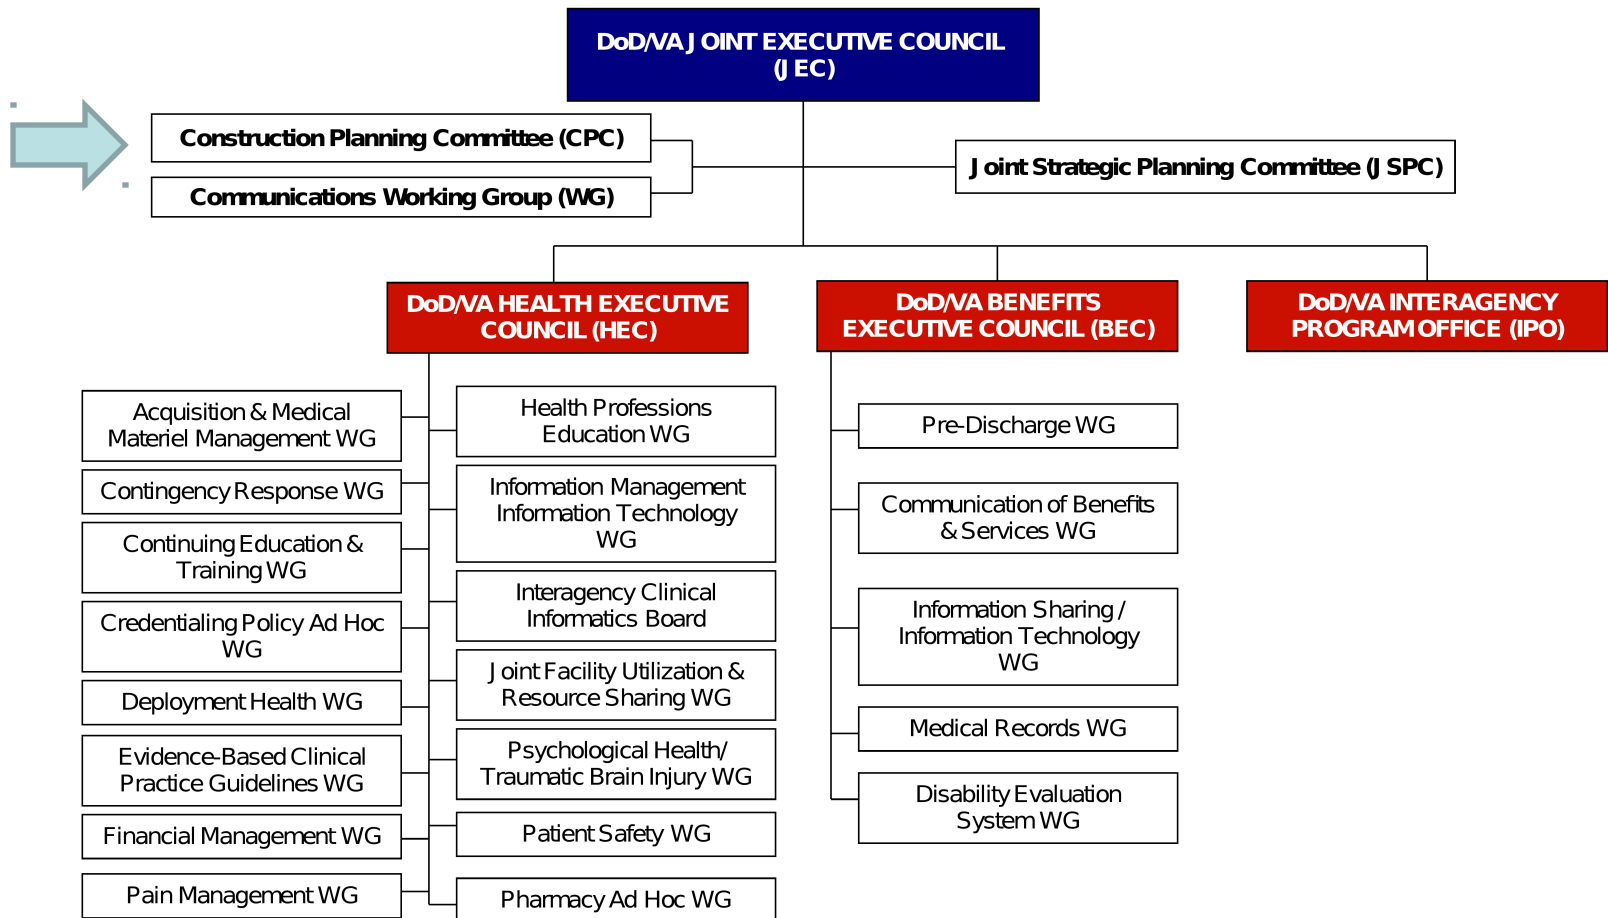 DoD/VA JOINT EXECUTIVE COUNCIL
(JEC)
Construction Planning Committee (CPC)
Communications Working Group (WG)
Joint Strategic Planning Committee (JSPC)
DoD/VA HEALTH EXECUTIVE
COUNCIL (HEC)
DoD/VA BENEFITS
EXECUTIVE COUNCIL (BEC)
DoD/VA INTERAGENCY
PROGRAM OFFICE (IPO)
Acquisition & Medical
Materiel Management WG
Contingency Response WG
Continuing Education &
Training WG
Credentialing Policy Ad Hoc
WG
Deployment Health WG
Evidence-Based Clinical
Practice Guidelines WG
Financial Management WG
Pain Management WG
Health Professions
Education WG
Information Management
Information Technology
WG
Interagency Clinical
Informatics Board
Joint Facility Utilization &
Resource Sharing WG
Psychological Health/
Traumatic Brain Injury WG
Patient Safety WG
Pharmacy Ad Hoc WG
Pre-Discharge WG
Communication of Benefits
& Services WG
Information Sharing /
Information Technology
WG
Medical Records WG
Disability Evaluation
System WG